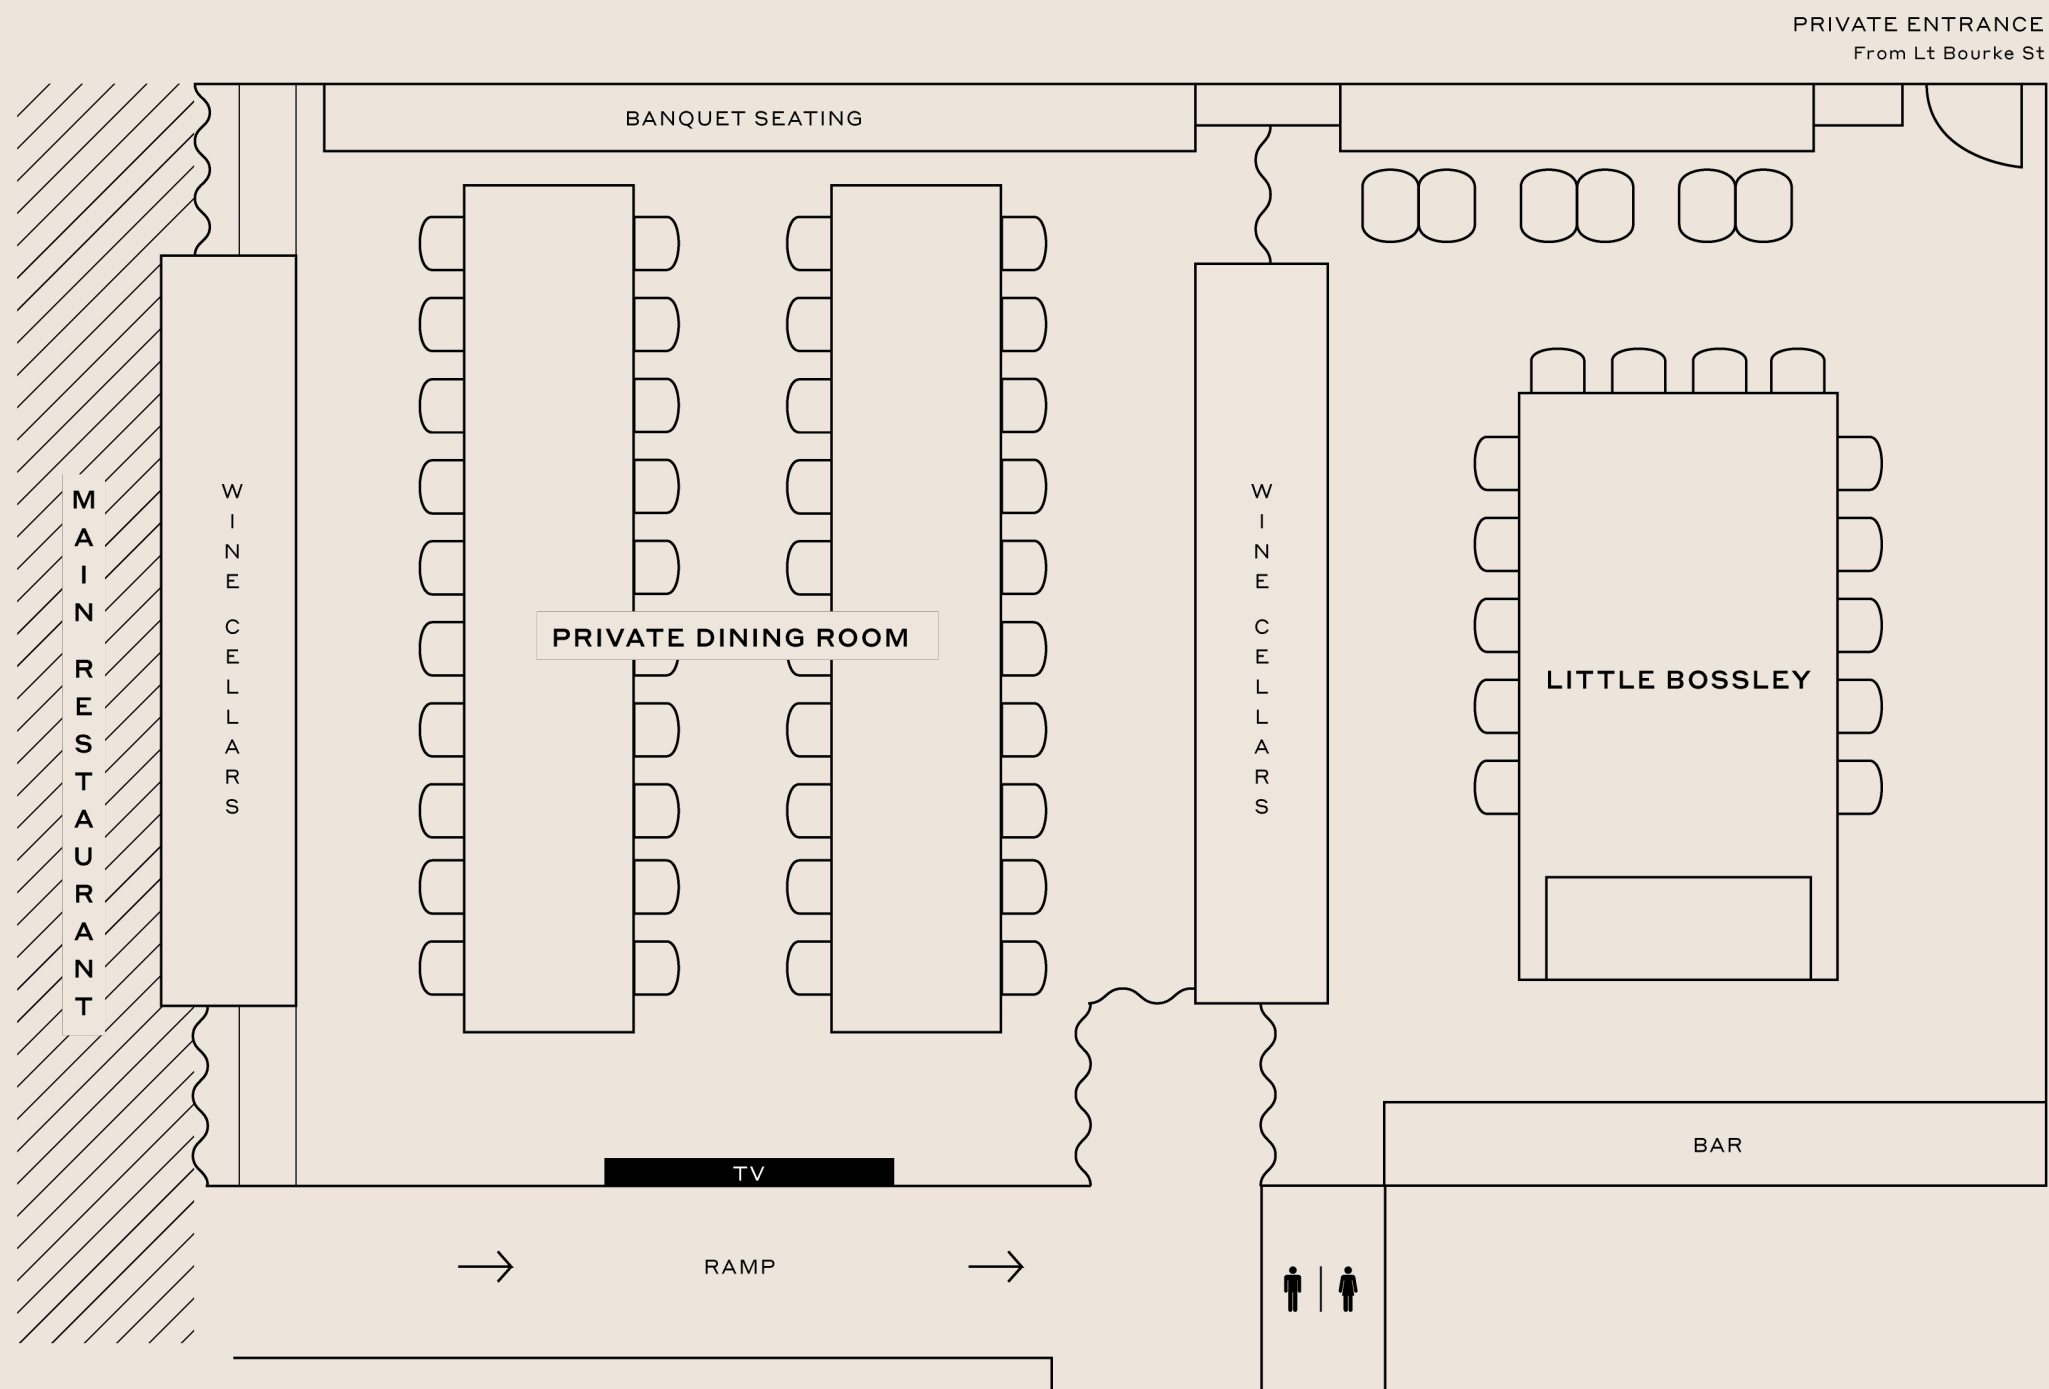 PRIVATE ENTRANCE
From Lt Bourke St
BANQUET SEATING
MAIN RESTAURANT
WINE CELLARS
PRIVATE DINING ROOM
WINE CELLARS
LITTLE BOSSLEY
BAR
TV
RAMP